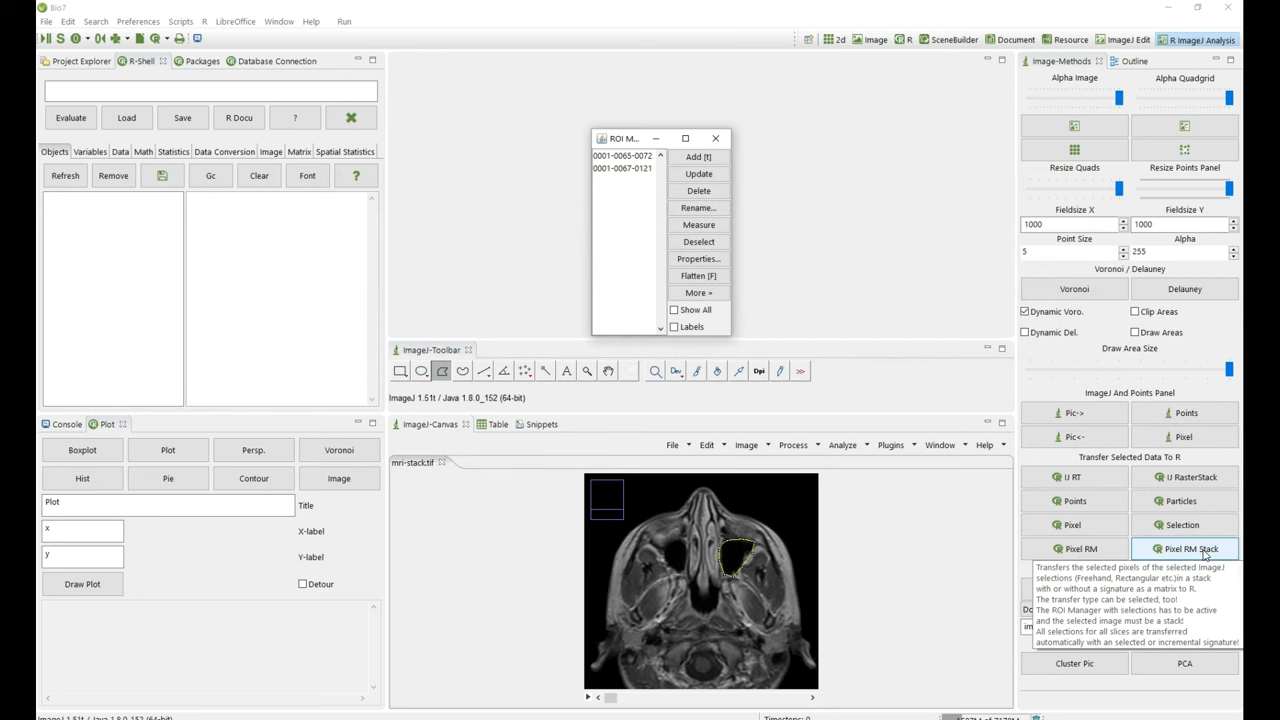 Bio7
File Edit Search Preferences Scripts R LibreOffice Window Help Run
2d Image R SceneBuilder Document Resource ImageJ Edit R ImageJ Analysis
Project Explorer R-Shell Packages Database Connection
Evaluate Load Save R Docu ?
Objects Variables Data Math Statistics Data Conversion Image Matrix Spatial Statistics
Refresh Remove Gc Clear Font ?
Console Plot
Boxplot Plot Persp. Voronoi
Hist Pie Contour Image
Plot Title
x X-label
y Y-label
Draw Plot Detour
ROI M...
0001-0065-0072
0001-0067-0121
Add [t]
Update
Delete
Rename...
Measure
Deselect
Properties...
Flatten [F]
More »
Show All
Labels
ImageJ-Toolbar
A Dev Dpi >>
ImageJ 1.51t / Java 1.8.0_152 (64-bit)
ImageJ-Canvas Table Snippets
File Edit Image Process Analyze Plugins Window Help
mri-stack.tif
Image-Methods Outline
Alpha Image Alpha Quadgrid
Resize Quads Resize Points Panel
Fieldsize X Fieldsize Y
1000 1000
Point Size Alpha
5 255
Voronoi / Delauney
Voronoi Delauney
Dynamic Voro. Clip Areas
Dynamic Del. Draw Areas
Draw Area Size
ImageJ And Points Panel
Pic-> Points
Pic<- Pixel
Transfer Selected Data To R
IJ RT IJ RasterStack
Points Particles
Pixel Selection
Pixel RM Pixel RM Stack
Transfers the selected pixels of the selected ImageJ
selections (Freehand, Rectangular etc.)in a stack
with or without a signature as a matrix to R.
The transfer type can be selected, too!
The ROI Manager with selections has to be active
and the selected image must be a stack!
All selections for all slices are transferred
automatically with an selected or incremental signature!
Cluster Pic PCA